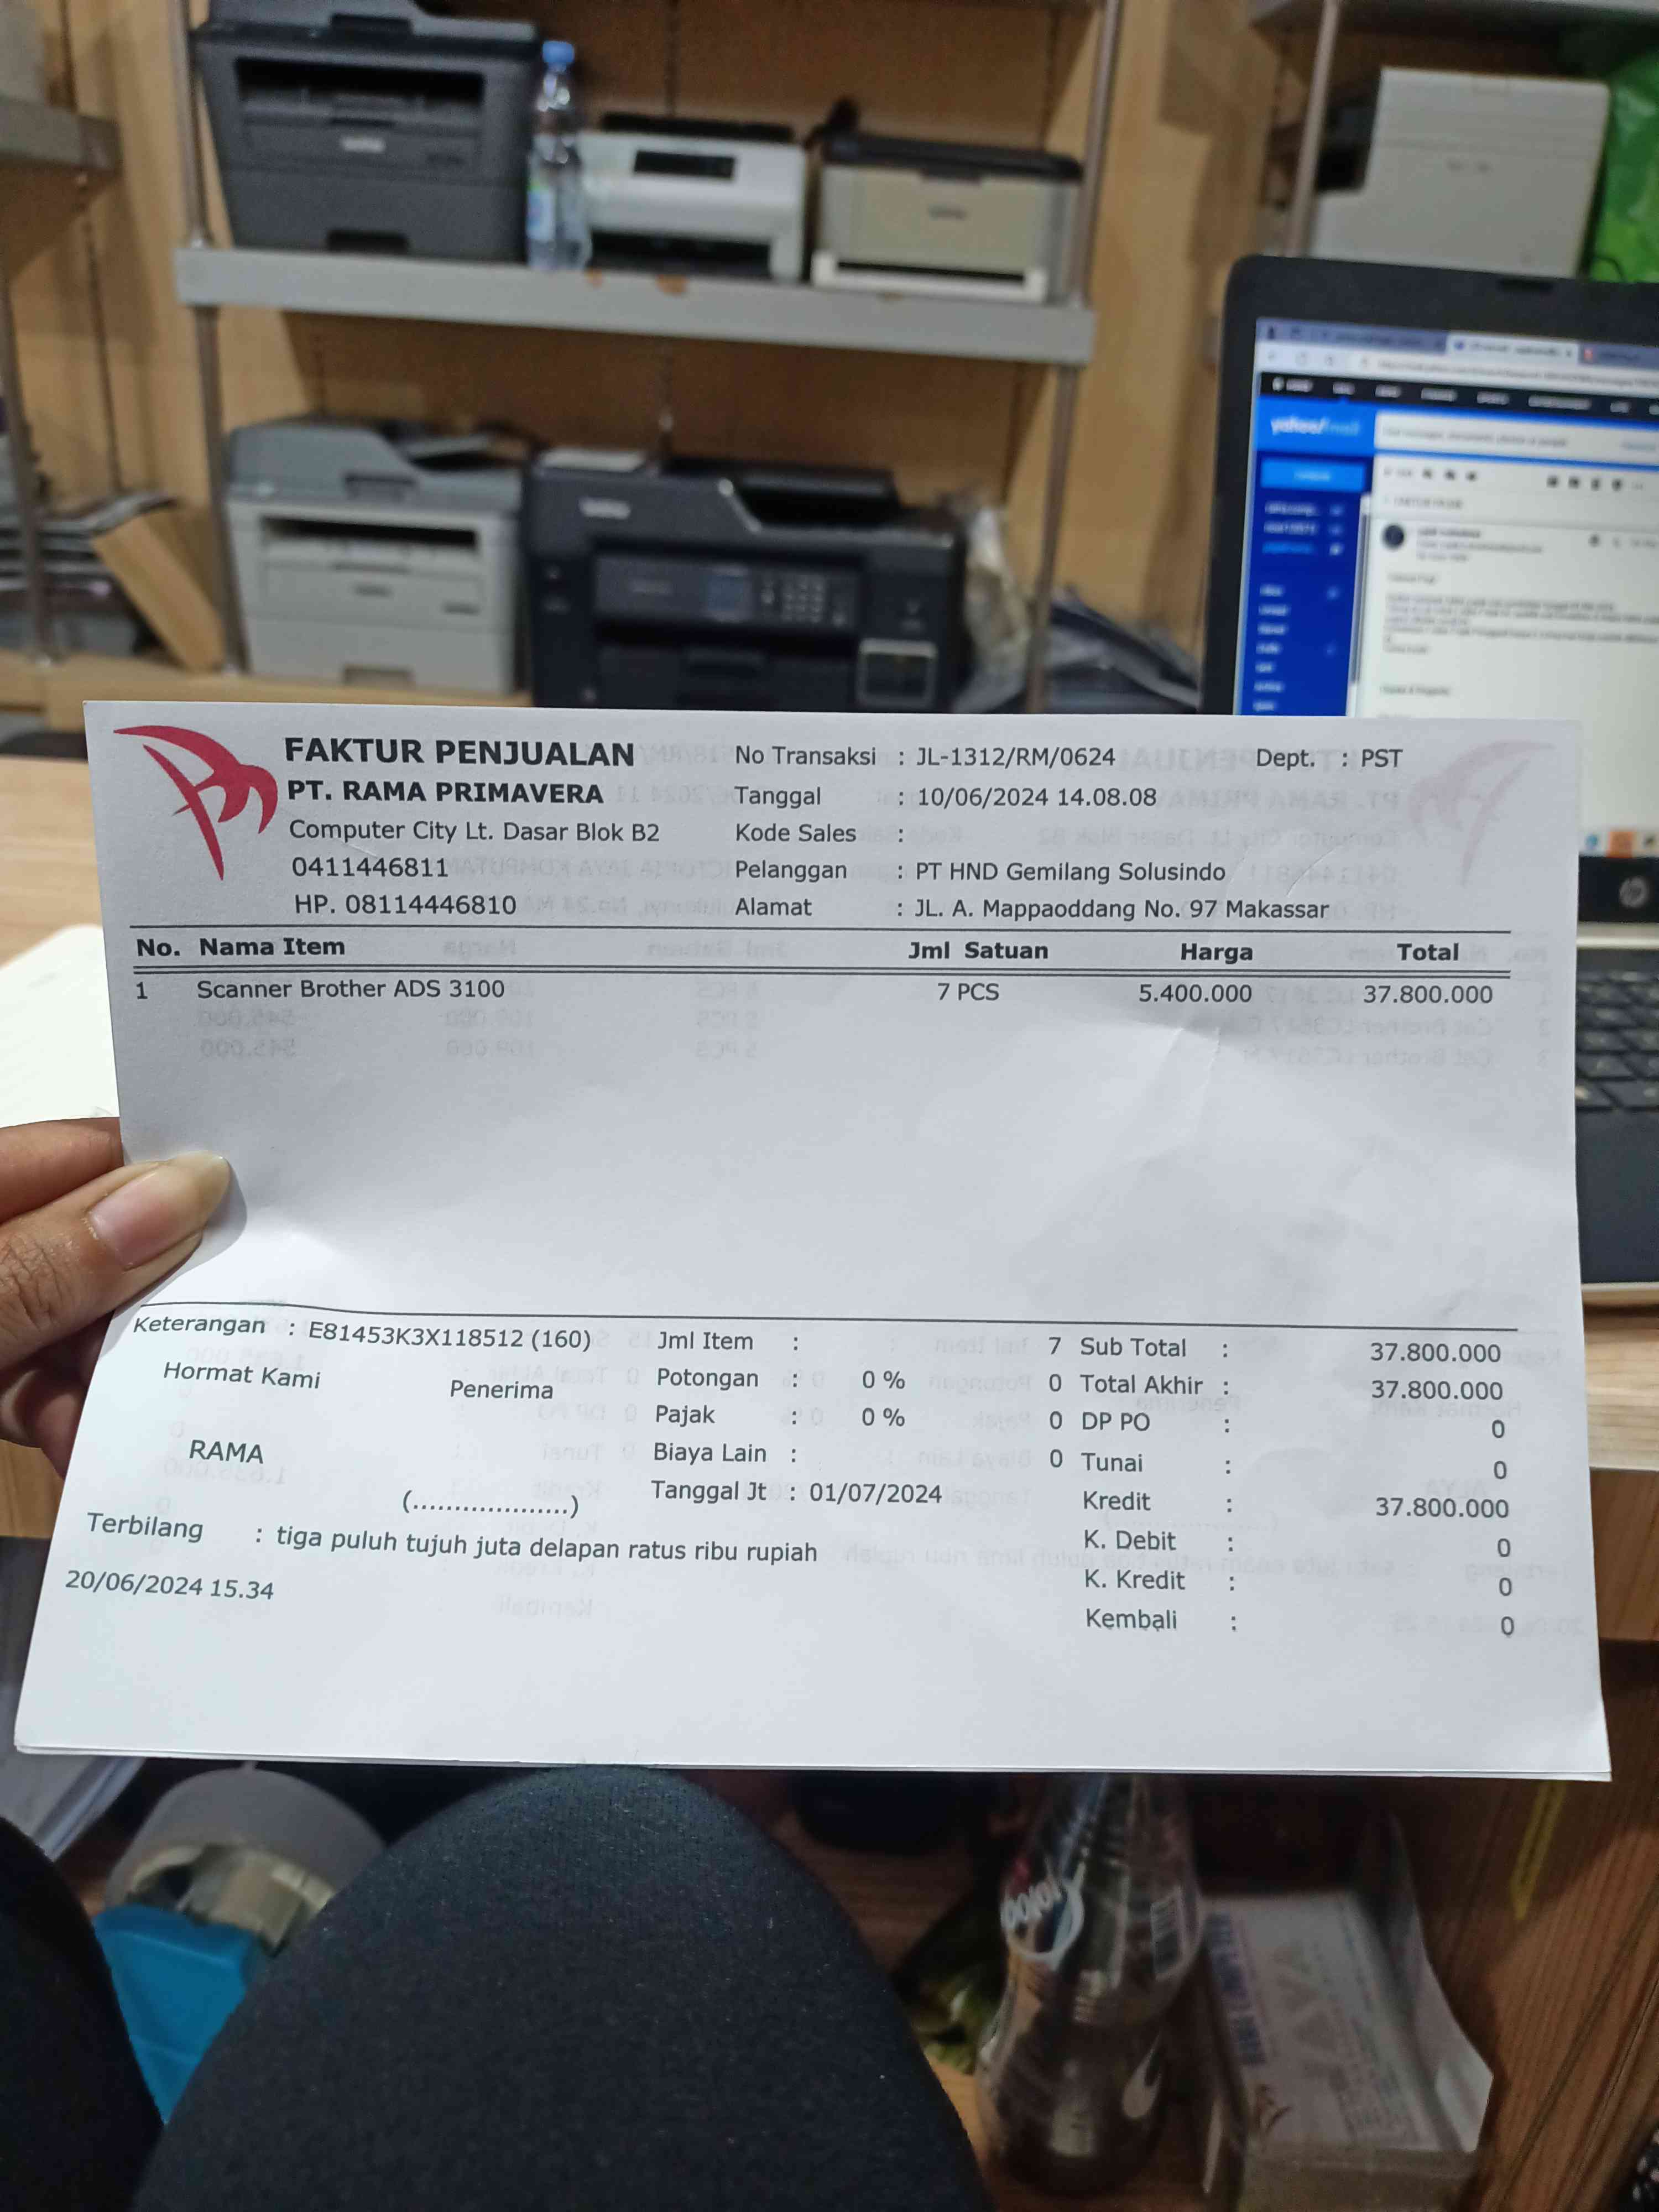 FAKTUR PENJUALAN
PT. RAMA PRIMAVERA
Computer City Lt. Dasar Blok B2
0411446811
HP. 08114446810
No Transaksi : JL-1312/RM/0624 Dept. : PST
Tanggal : 10/06/2024 14.08.08
Kode Sales :
Pelanggan : PT HND Gemilang Solusindo
Alamat : JL. A. Mappaoddang No. 97 Makassar
No. Nama Item Jml Satuan Harga Total
1 Scanner Brother ADS 3100 7 PCS 5.400.000 37.800.000
Keterangan : E81453K3X118512 (160)
Hormat Kami Penerima
RAMA
(...................)
Jml Item : 7
Potongan : 0 % 0
Pajak : 0 % 0
Biaya Lain : 0
Tanggal Jt : 01/07/2024
Sub Total : 37.800.000
Total Akhir : 37.800.000
DP PO : 0
Tunai : 0
Kredit : 37.800.000
K. Debit : 0
K. Kredit : 0
Kembali : 0
Terbilang : tiga puluh tujuh juta delapan ratus ribu rupiah
20/06/2024 15.34
yahoo/mail
hp